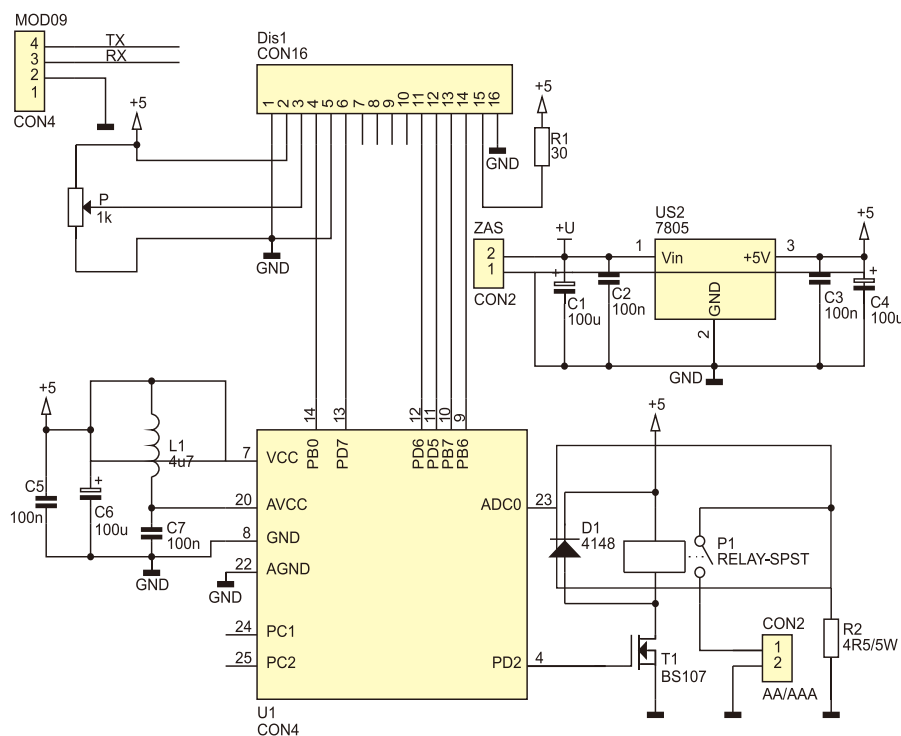 MOD09
4
3
2
1
CON4
TX
RX
+5
P
1k
Dis1
CON16
1 2 3 4 5 6 7 8 9 10 11 12 13 14 15 16
GND
GND
+5
R1
30
ZAS
2
1
CON2
+U
+
C1
100u
C2
100n
US2
7805
1
Vin
+5V
3
GND
2
GND
+5
C3
100n
+
C4
100u
+5
C5
100n
+
C6
100u
L1
4u7
C7
100n
GND
GND
14 13 12 11 10 9
PB0 PD7 PD6 PD5 PB7 PB6
7 VCC
20 AVCC
8 GND
22 AGND
24 PC1
25 PC2
ADC0 23
PD2 4
U1
CON4
+5
D1
4148
P1
RELAY-SPST
T1
BS107
CON2
1
2
AA/AAA
R2
4R5/5W